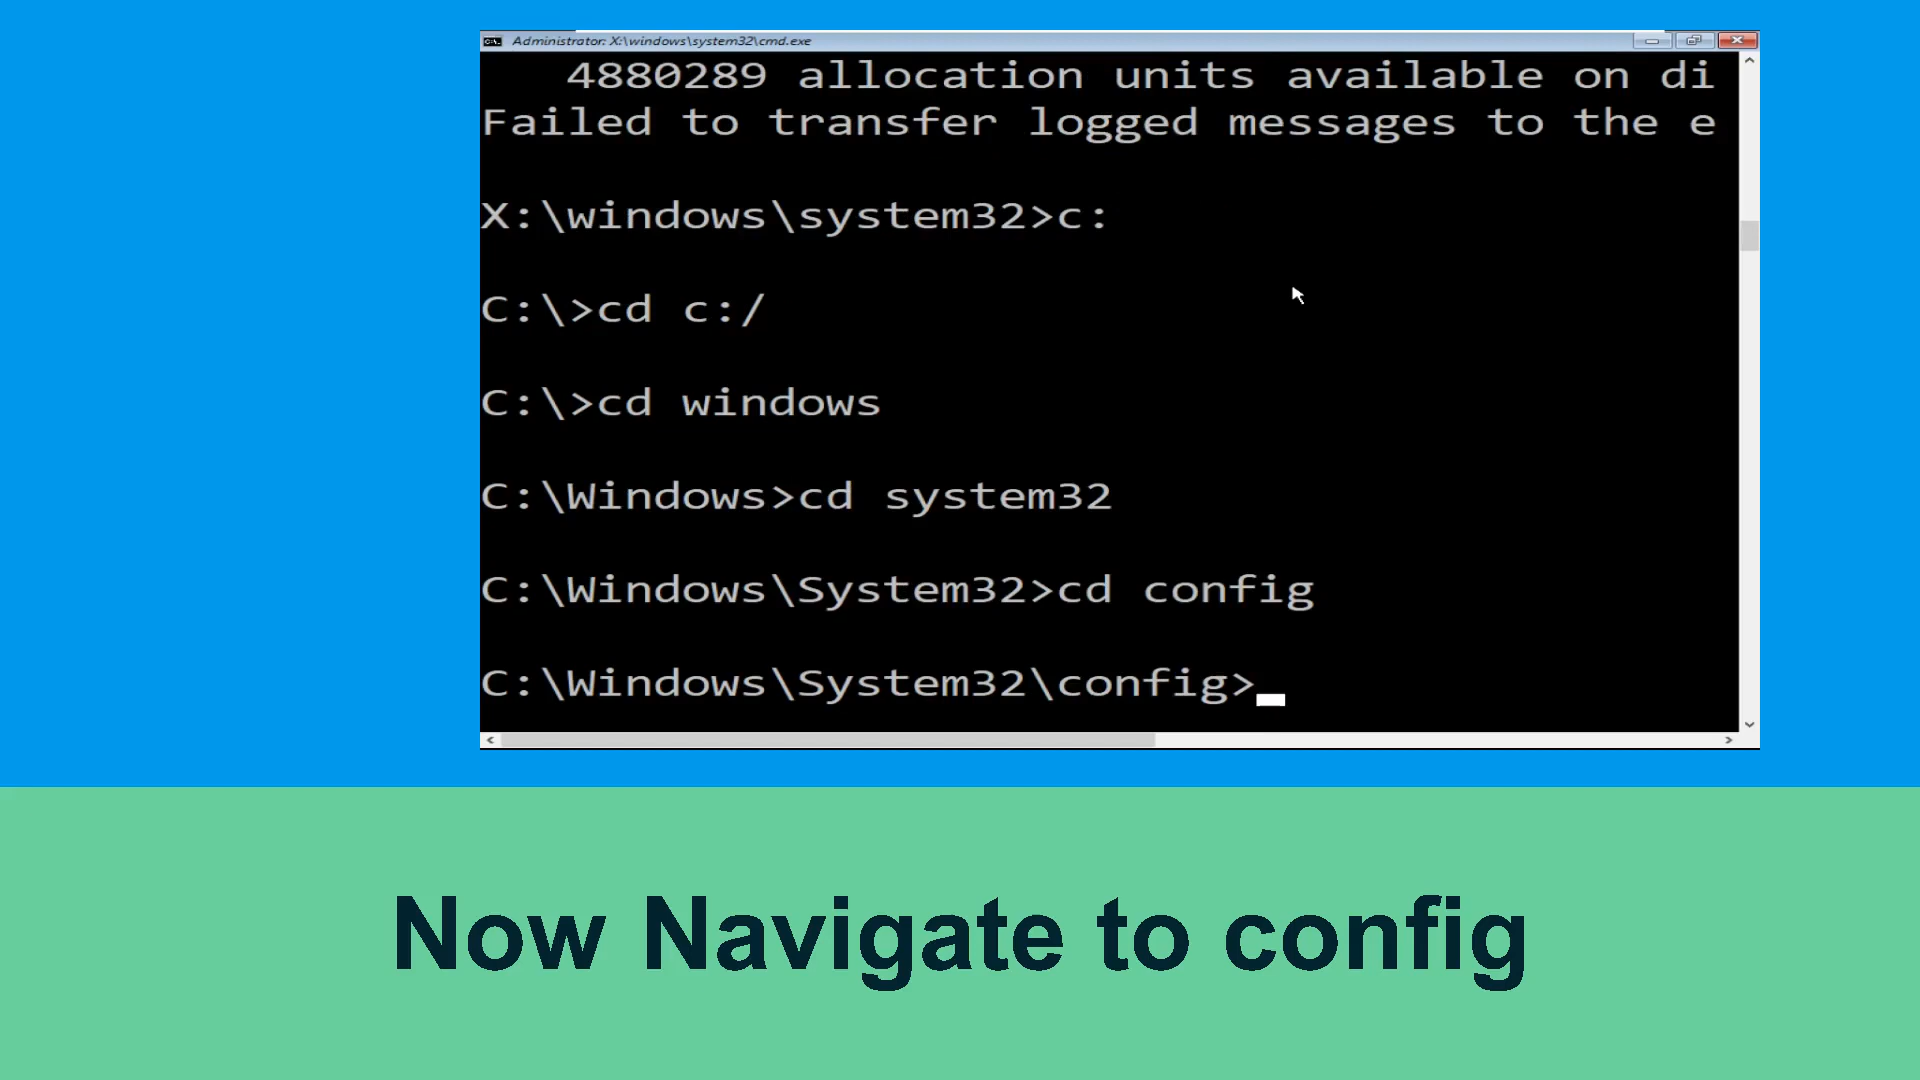 Administrator: X:\windows\system32\cmd.exe
4880289 allocation units available on di
Failed to transfer logged messages to the e
X:\windows\system32>c:
C:\>cd c:/
C:\>cd windows
C:\Windows>cd system32
C:\Windows\System32>cd config
C:\Windows\System32\config>
Now Navigate to config